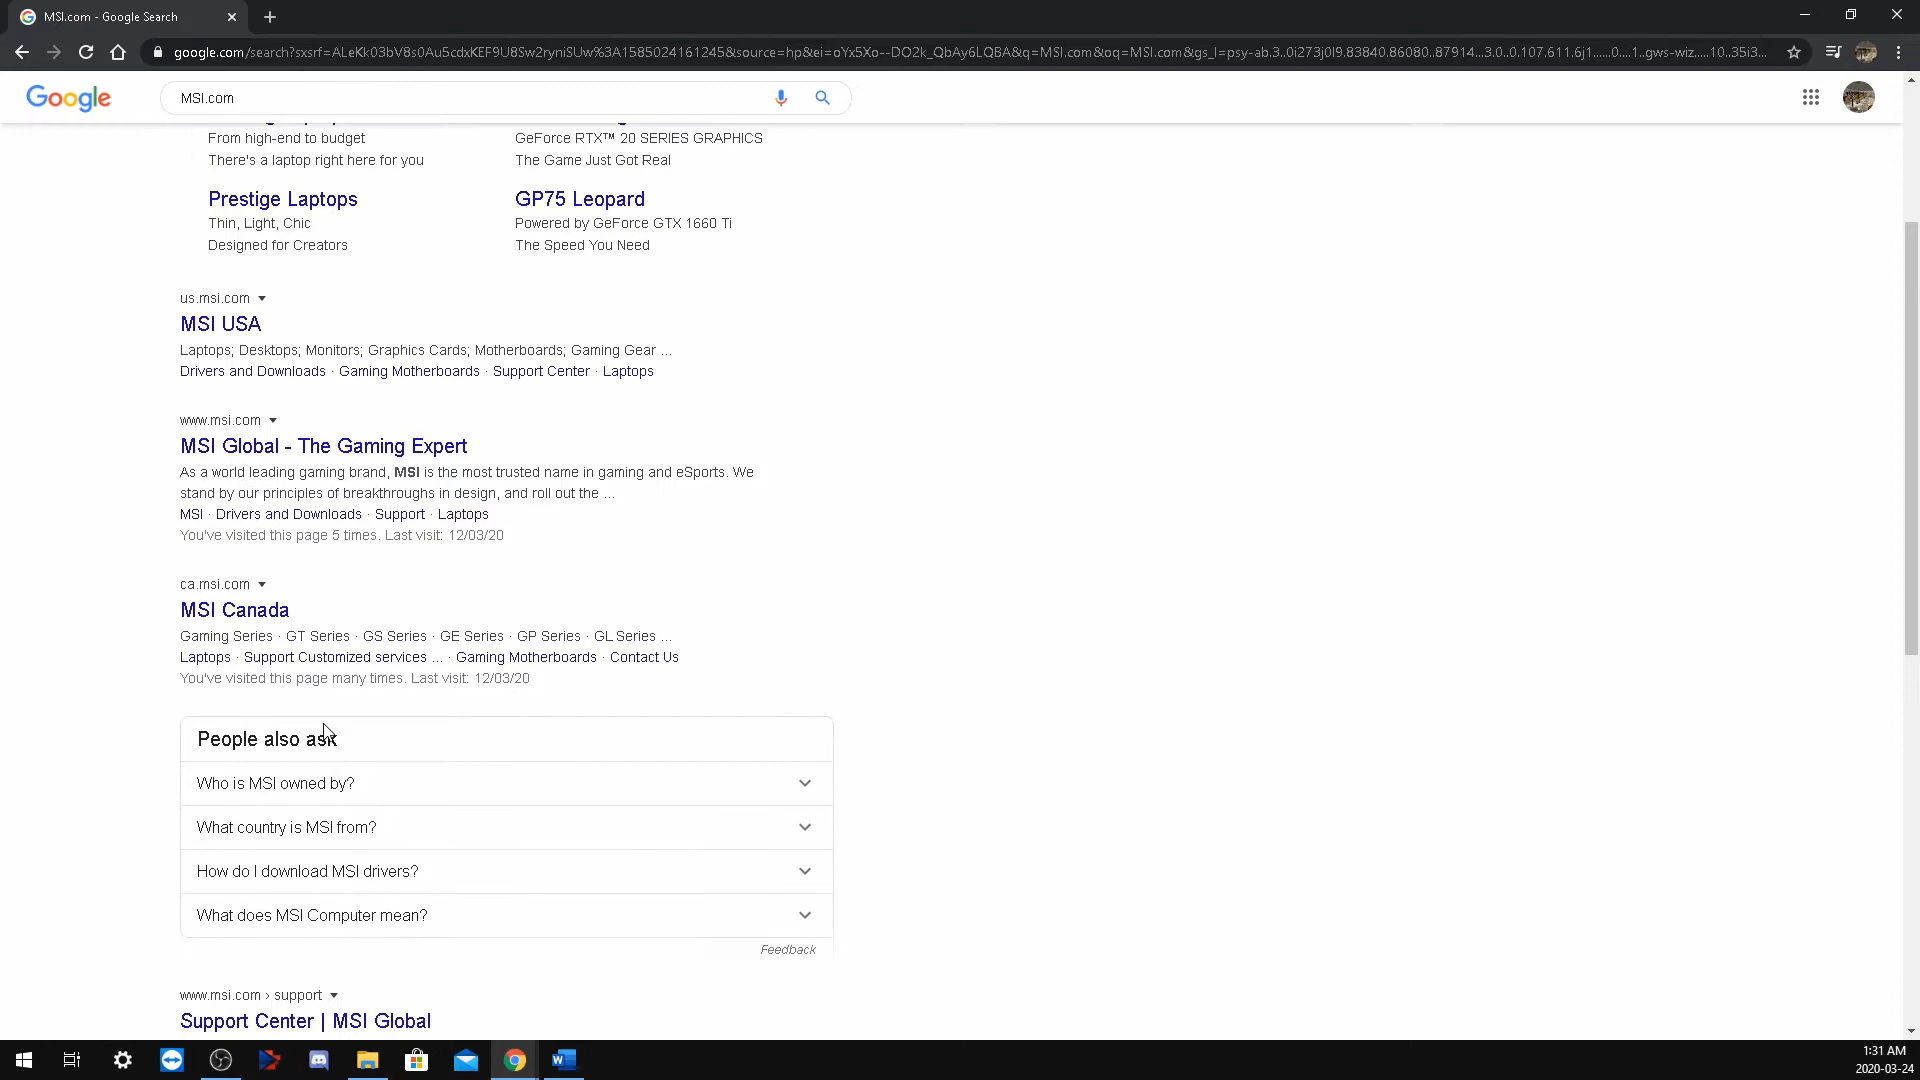 MSI.com - Google Search
google.com/search?sxsrf=ALeKk03bV8s0Au5cdxKEF9U8Sw2ryniSUw%3A1585024161245&source=hp&ei=oYx5Xo--DO2k_QbAy6LQBA&q=MSI.com&oq=MSI.com&gs_l=psy-ab.3..0i273j0l9.83840.86080..87914...3.0..0.107.611.6j1......0....1..gws-wiz.....10..35i3...
Google
MSI.com
From high-end to budget
There's a laptop right here for you
GeForce RTX™ 20 SERIES GRAPHICS
The Game Just Got Real
Prestige Laptops
Thin, Light, Chic
Designed for Creators
GP75 Leopard
Powered by GeForce GTX 1660 Ti
The Speed You Need
us.msi.com
MSI USA
Laptops; Desktops; Monitors; Graphics Cards; Motherboards; Gaming Gear ...
Drivers and Downloads · Gaming Motherboards · Support Center · Laptops
www.msi.com
MSI Global - The Gaming Expert
As a world leading gaming brand, MSI is the most trusted name in gaming and eSports. We
stand by our principles of breakthroughs in design, and roll out the ...
MSI · Drivers and Downloads · Support · Laptops
You've visited this page 5 times. Last visit: 12/03/20
ca.msi.com
MSI Canada
Gaming Series · GT Series · GS Series · GE Series · GP Series · GL Series ...
Laptops · Support Customized services ... · Gaming Motherboards · Contact Us
You've visited this page many times. Last visit: 12/03/20
People also ask
Who is MSI owned by?
What country is MSI from?
How do I download MSI drivers?
What does MSI Computer mean?
Feedback
www.msi.com › support
Support Center | MSI Global
1:31 AM
2020-03-24